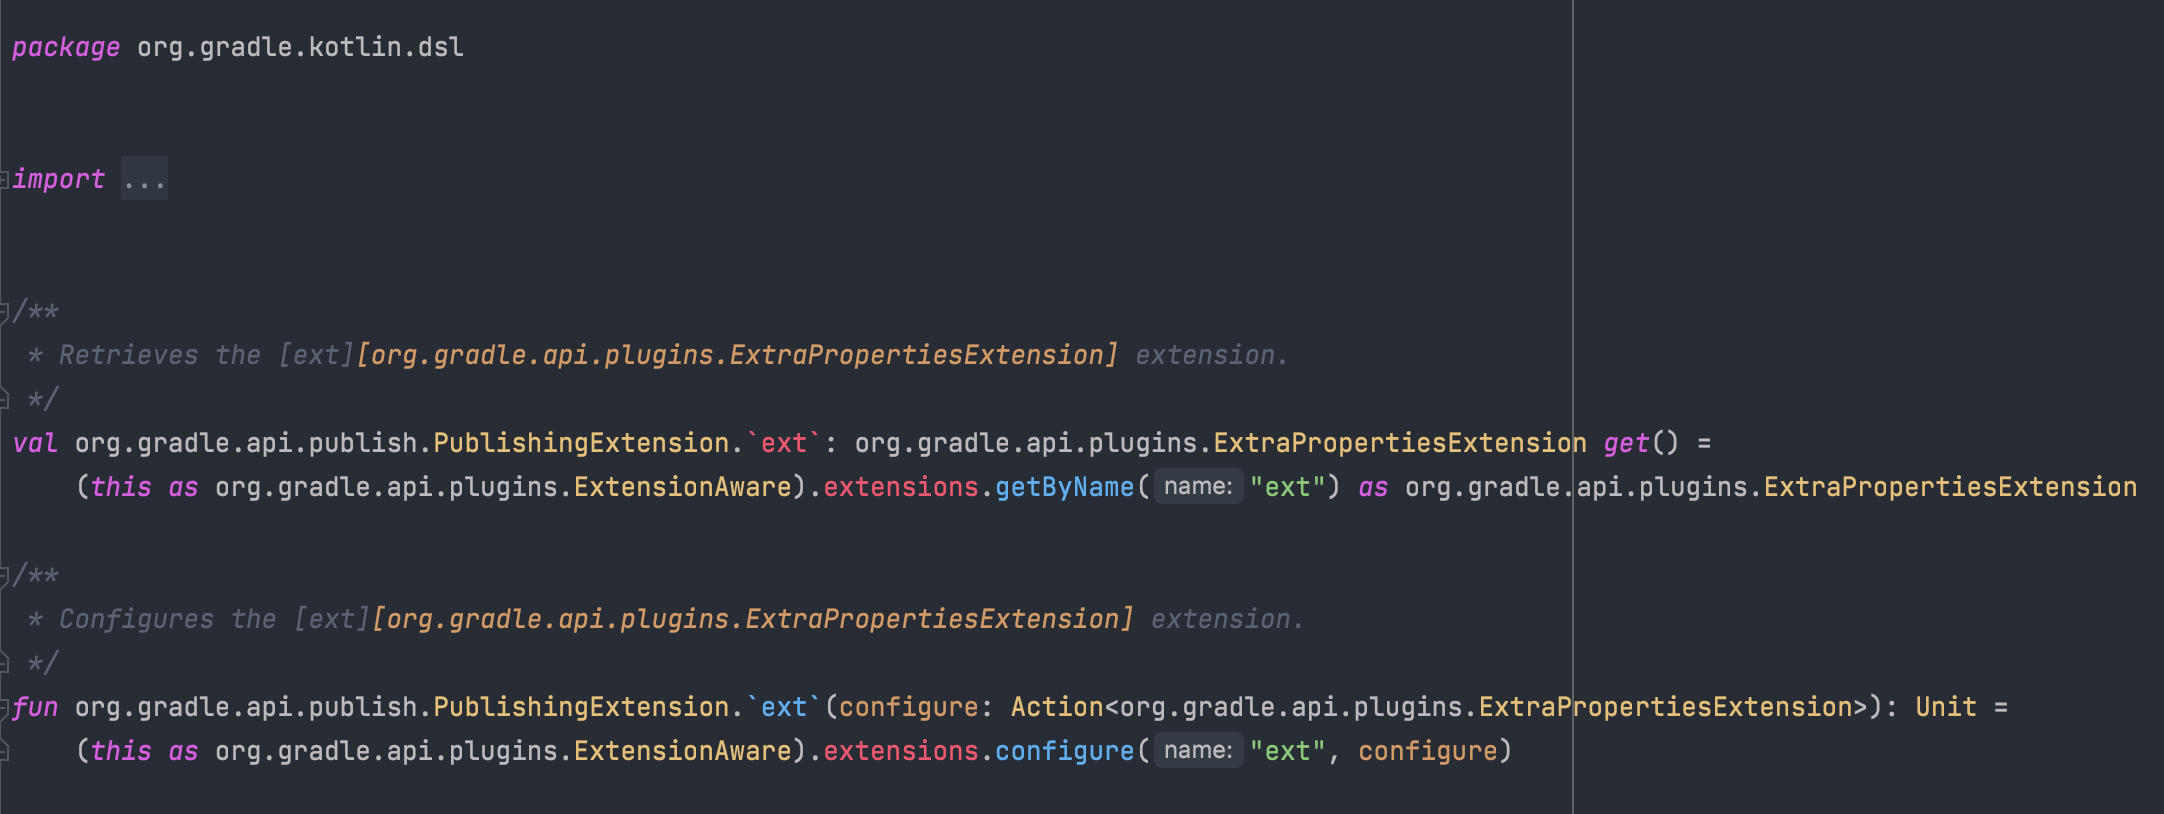 package org.gradle.kotlin.dsl
import ...
/**
 * Retrieves the [ext][org.gradle.api.plugins.ExtraPropertiesExtension] extension.
 */
val org.gradle.api.publish.PublishingExtension.`ext`: org.gradle.api.plugins.ExtraPropertiesExtension get() =
    (this as org.gradle.api.plugins.ExtensionAware).extensions.getByName( name: "ext") as org.gradle.api.plugins.ExtraPropertiesExtension
/**
 * Configures the [ext][org.gradle.api.plugins.ExtraPropertiesExtension] extension.
 */
fun org.gradle.api.publish.PublishingExtension.`ext`(configure: Action<org.gradle.api.plugins.ExtraPropertiesExtension>): Unit =
    (this as org.gradle.api.plugins.ExtensionAware).extensions.configure( name: "ext", configure)